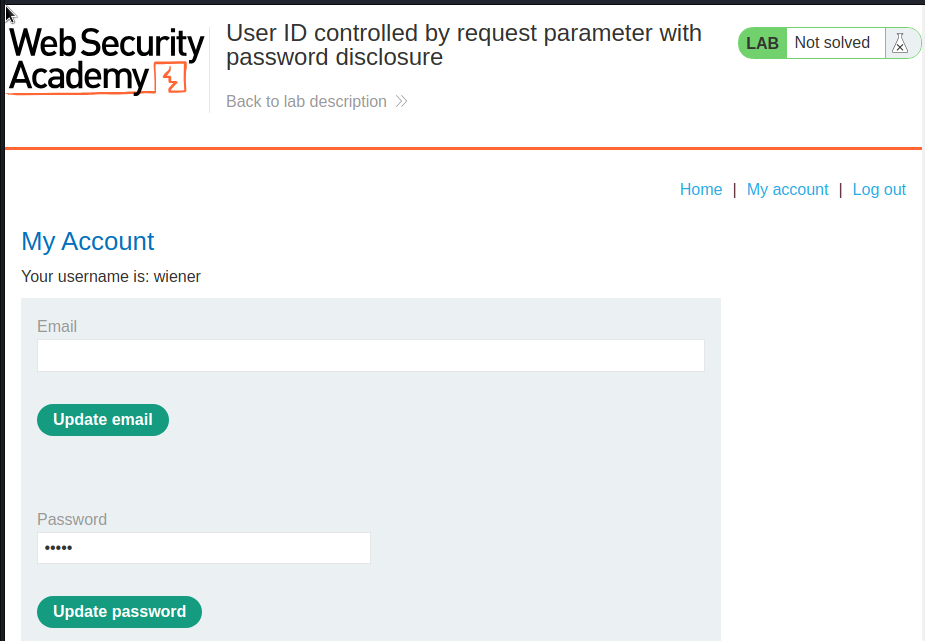 Web Security
Academy
User ID controlled by request parameter with
password disclosure
Back to lab description
LAB Not solved
Home | My account | Log out
My Account
Your username is: wiener
Email
Update email
Password
•••••
Update password